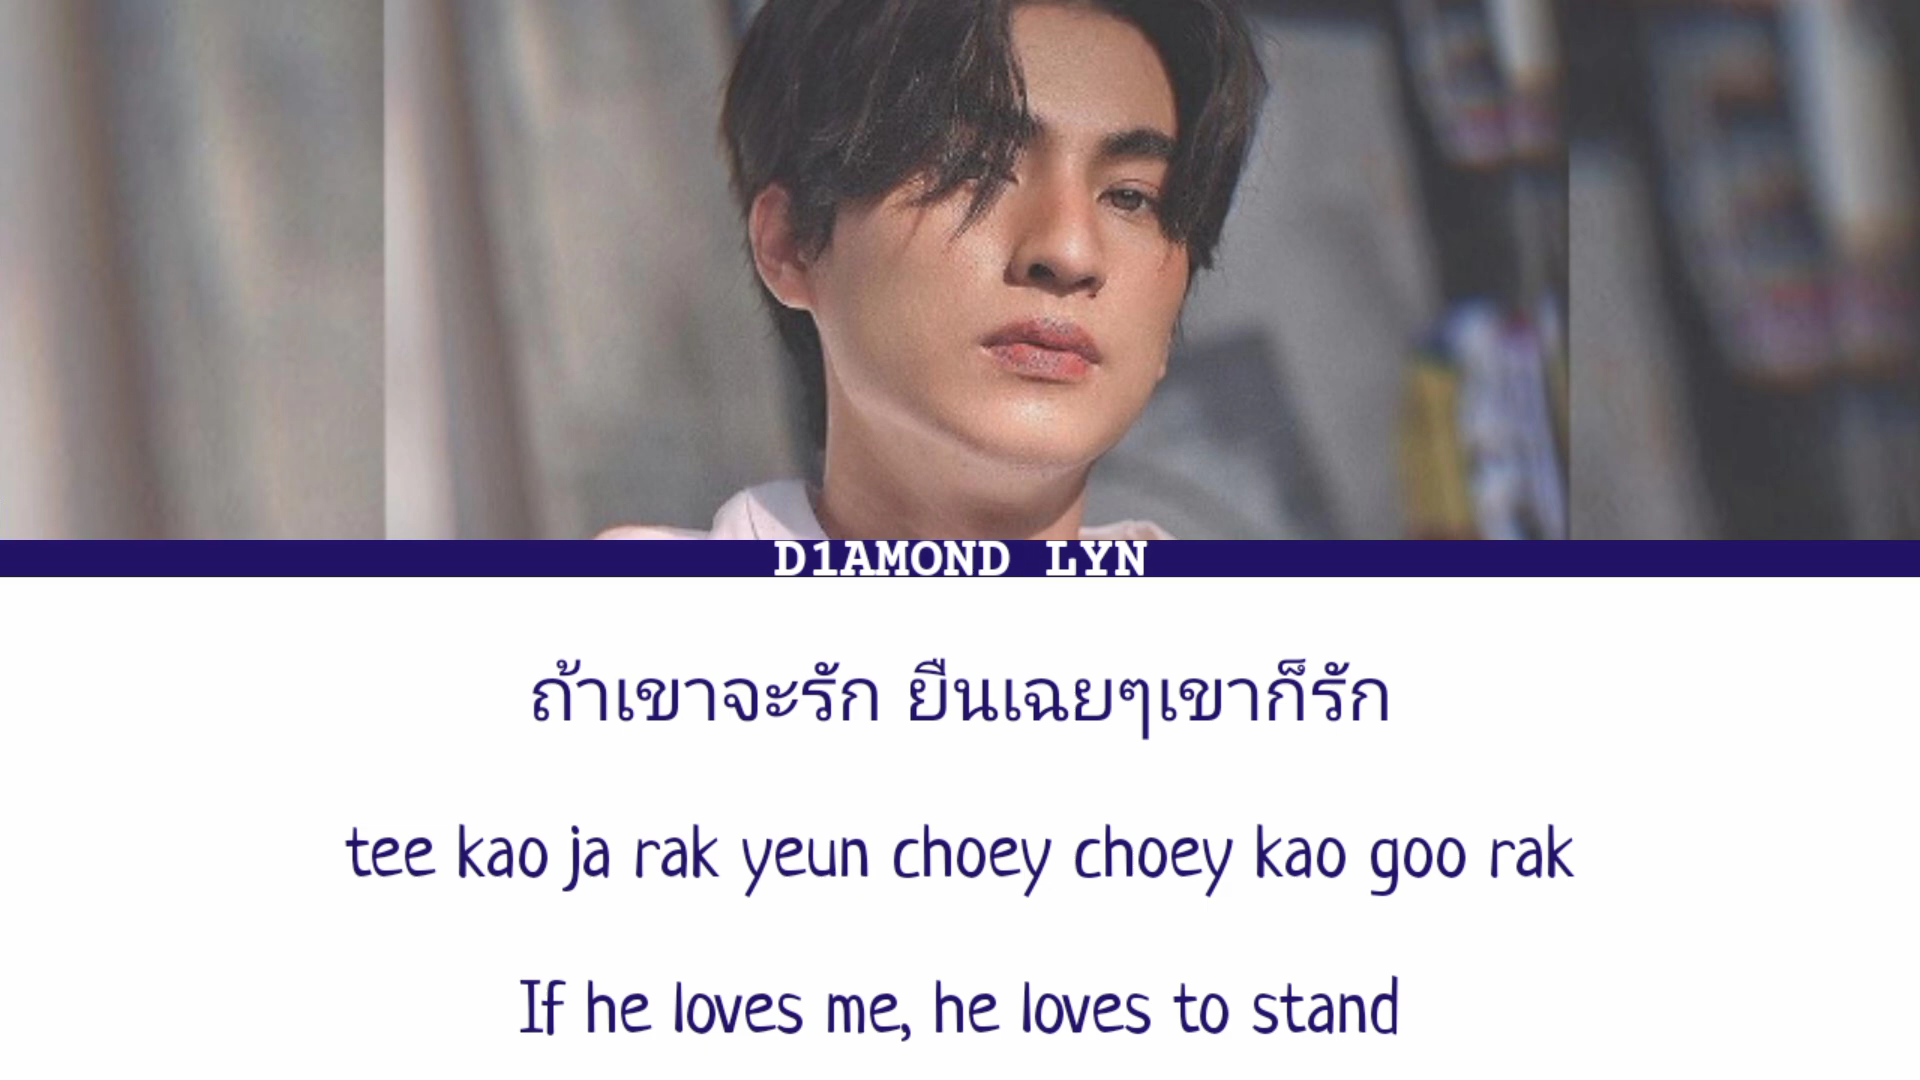 D1AMOND LYN
ถ้าเขาจะรัก ยืนเฉยๆเขาก็รัก
tee kao ja rak yeun choey choey kao goo rak
If he loves me, he loves to stand